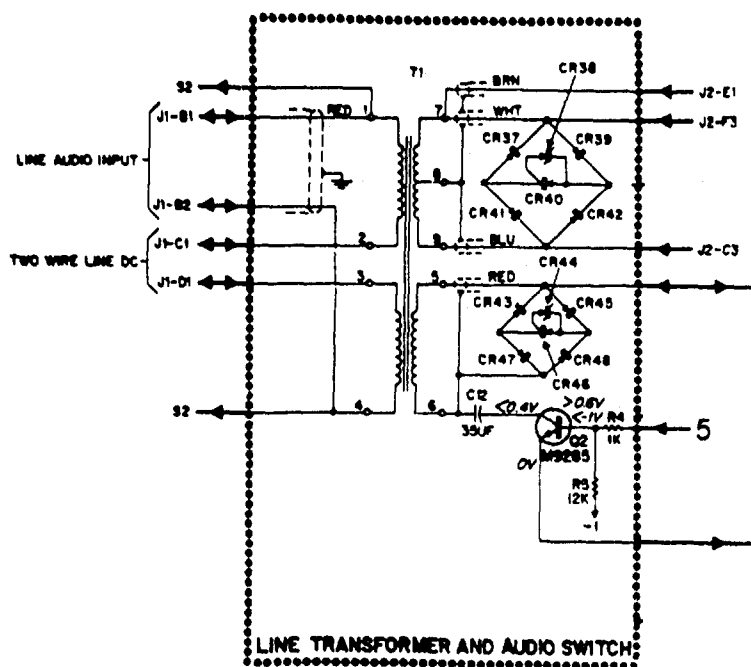 T1
CR38
S2
BRN
J2-E1
J1-B1
RED
1
7
WHT
J2-F3
CR37
CR39
LINE AUDIO INPUT
8
CR40
J1-B2
CR41
CR42
J1-C1
2
9
BLU
J2-C3
TWO WIRE LINE DC
CR44
J1-D1
3
5
RED
CR43
CR45
CR47
CR48
CR46
C12
<0.4V
>0.6V
S2
4
6
<-1V
R4
5
35UF
1K
Q2
M9285
0V
R5
12K
-1
LINE TRANSFORMER AND AUDIO SWITCH